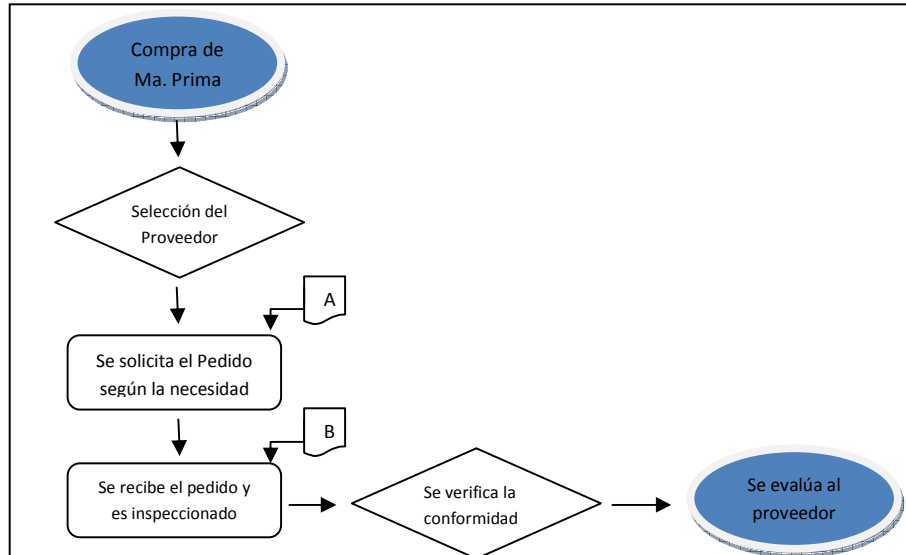 Compra de
Ma. Prima
Selección del
Proveedor
A
Se solicita el Pedido
según la necesidad
B
Se recibe el pedido y
es inspeccionado
Se verifica la
conformidad
Se evalúa al
proveedor